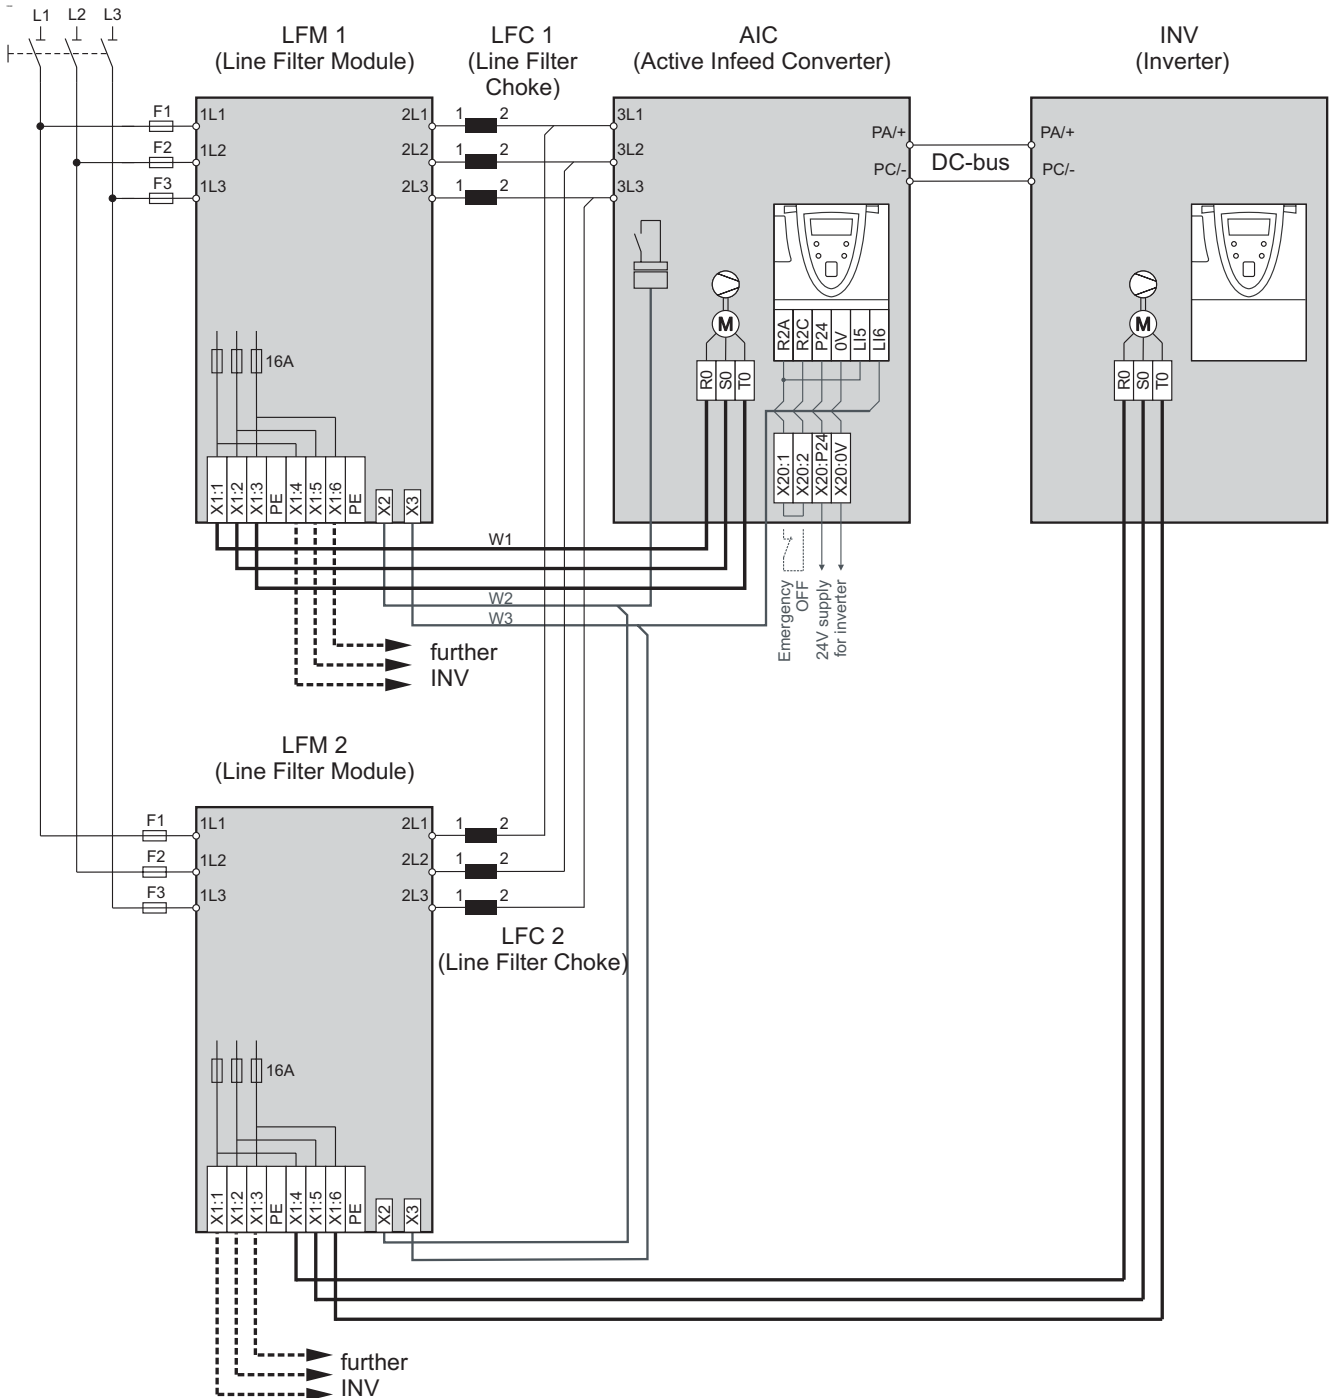 L1 L2 L3
LFM 1
(Line Filter Module)
LFC 1
(Line Filter
Choke)
AIC
(Active Infeed Converter)
INV
(Inverter)
F1 1L1 2L1 1 2 3L1
F2 1L2 2L2 1 2 3L2
F3 1L3 2L3 1 2 3L3
PA/+ PA/+
DC-bus
PC/- PC/-
16A
M
R0 S0 T0
R2A R2C P24 0V LI5 LI6
X20:1 X20:2 X20:P24 X20:0V
M
R0 S0 T0
X1:1 X1:2 X1:3 PE X1:4 X1:5 X1:6 PE X2 X3
W1
W2
W3
Emergency
OFF
24V supply
for inverter
further
INV
LFM 2
(Line Filter Module)
F1 1L1 2L1 1 2
F2 1L2 2L2 1 2
F3 1L3 2L3 1 2
LFC 2
(Line Filter Choke)
16A
X1:1 X1:2 X1:3 PE X1:4 X1:5 X1:6 PE X2 X3
further
INV